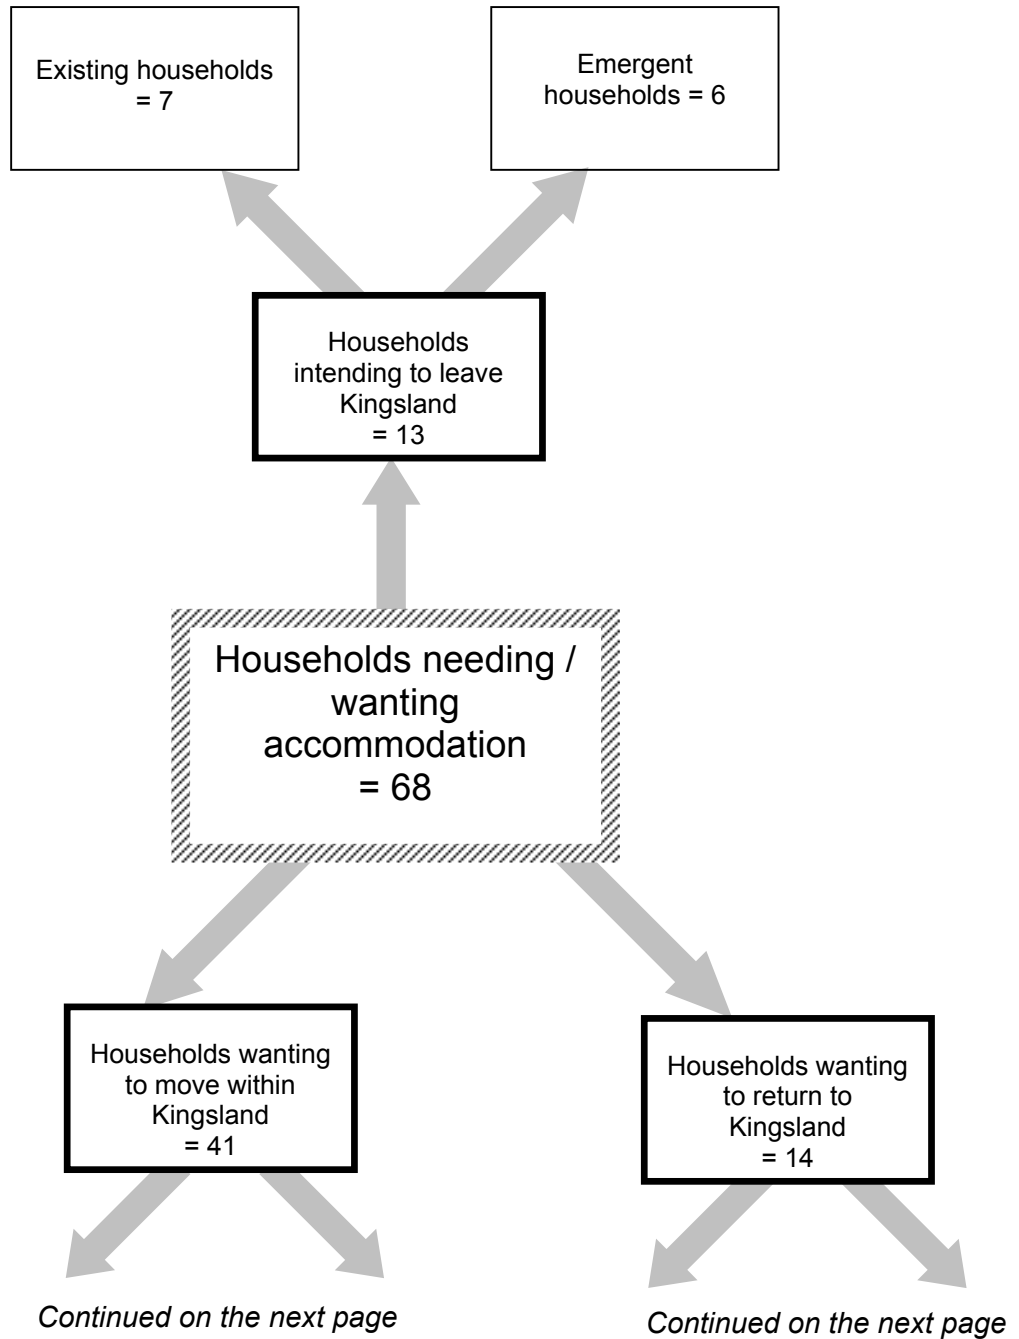 Existing households
= 7
Emergent
households = 6
Households
intending to leave
Kingsland
= 13
Households needing /
wanting
accommodation
= 68
Households wanting
to move within
Kingsland
= 41
Households wanting
to return to
Kingsland
= 14
Continued on the next page
Continued on the next page